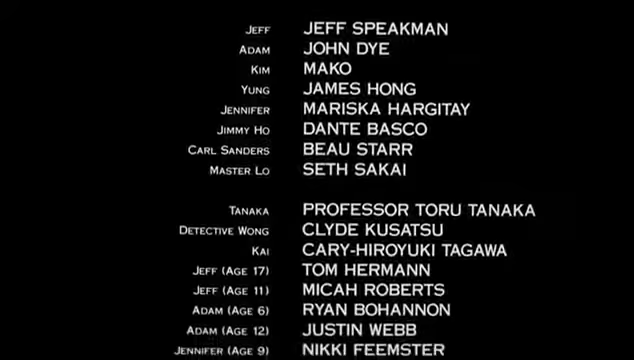 Jeff JEFF SPEAKMAN
Adam JOHN DYE
Kim MAKO
Yung JAMES HONG
Jennifer MARISKA HARGITAY
Jimmy Ho DANTE BASCO
Carl Sanders BEAU STARR
Master Lo SETH SAKAI
Tanaka PROFESSOR TORU TANAKA
Detective Wong CLYDE KUSATSU
Kai CARY-HIROYUKI TAGAWA
Jeff (Age 17) TOM HERMANN
Jeff (Age 11) MICAH ROBERTS
Adam (Age 6) RYAN BOHANNON
Adam (Age 12) JUSTIN WEBB
Jennifer (Age 9) NIKKI FEEMSTER